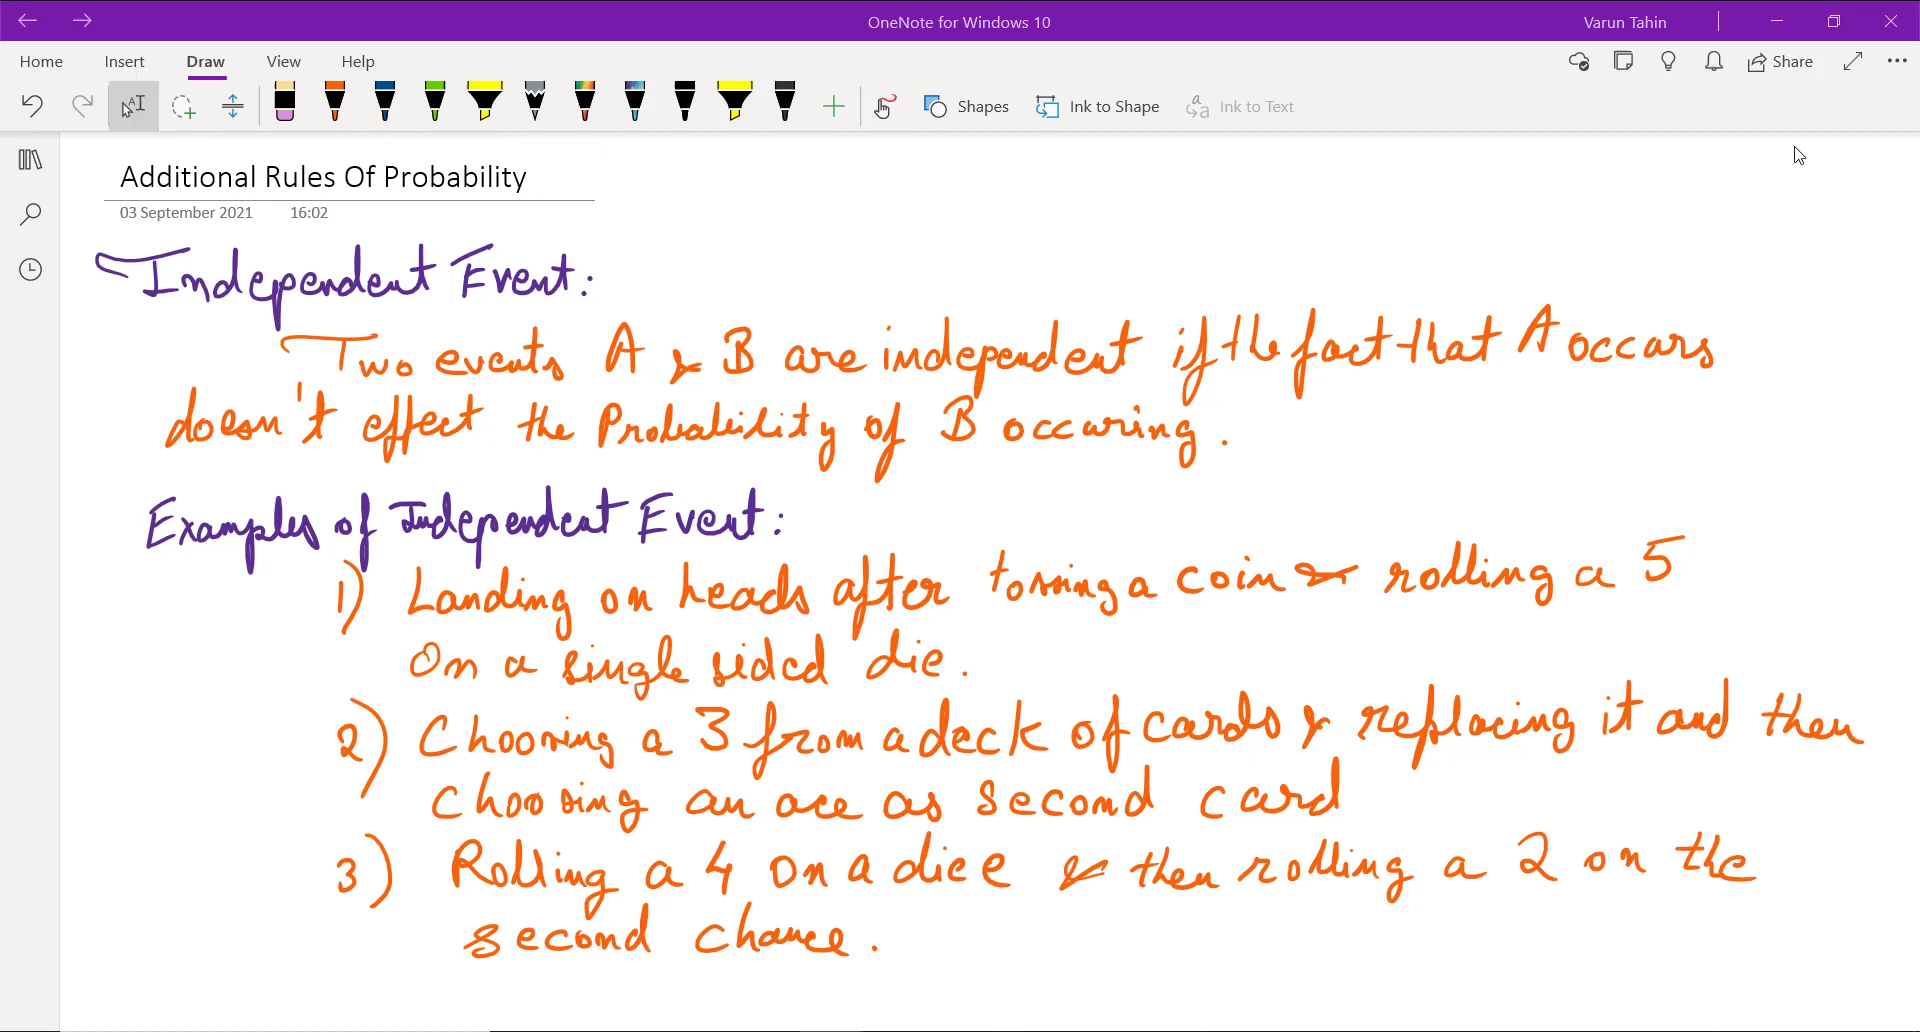 OneNote for Windows 10
Varun Tahin
Home Insert Draw View Help
Share
Shapes Ink to Shape Ink to Text
Additional Rules Of Probability
03 September 2021 16:02
Independent Event:
Two events A & B are independent if the fact that A occars
doesn't effect the Probability of B occuring.
Examples of Independent Event:
1) Landing on heads after tossing a coin & rolling a 5
On a single sided die.
2) Choosing a 3 from a deck of cards & replacing it and then
choosing an ace as second card
3) Rolling a 4 On a dice & then rolling a 2 on the
second chance.